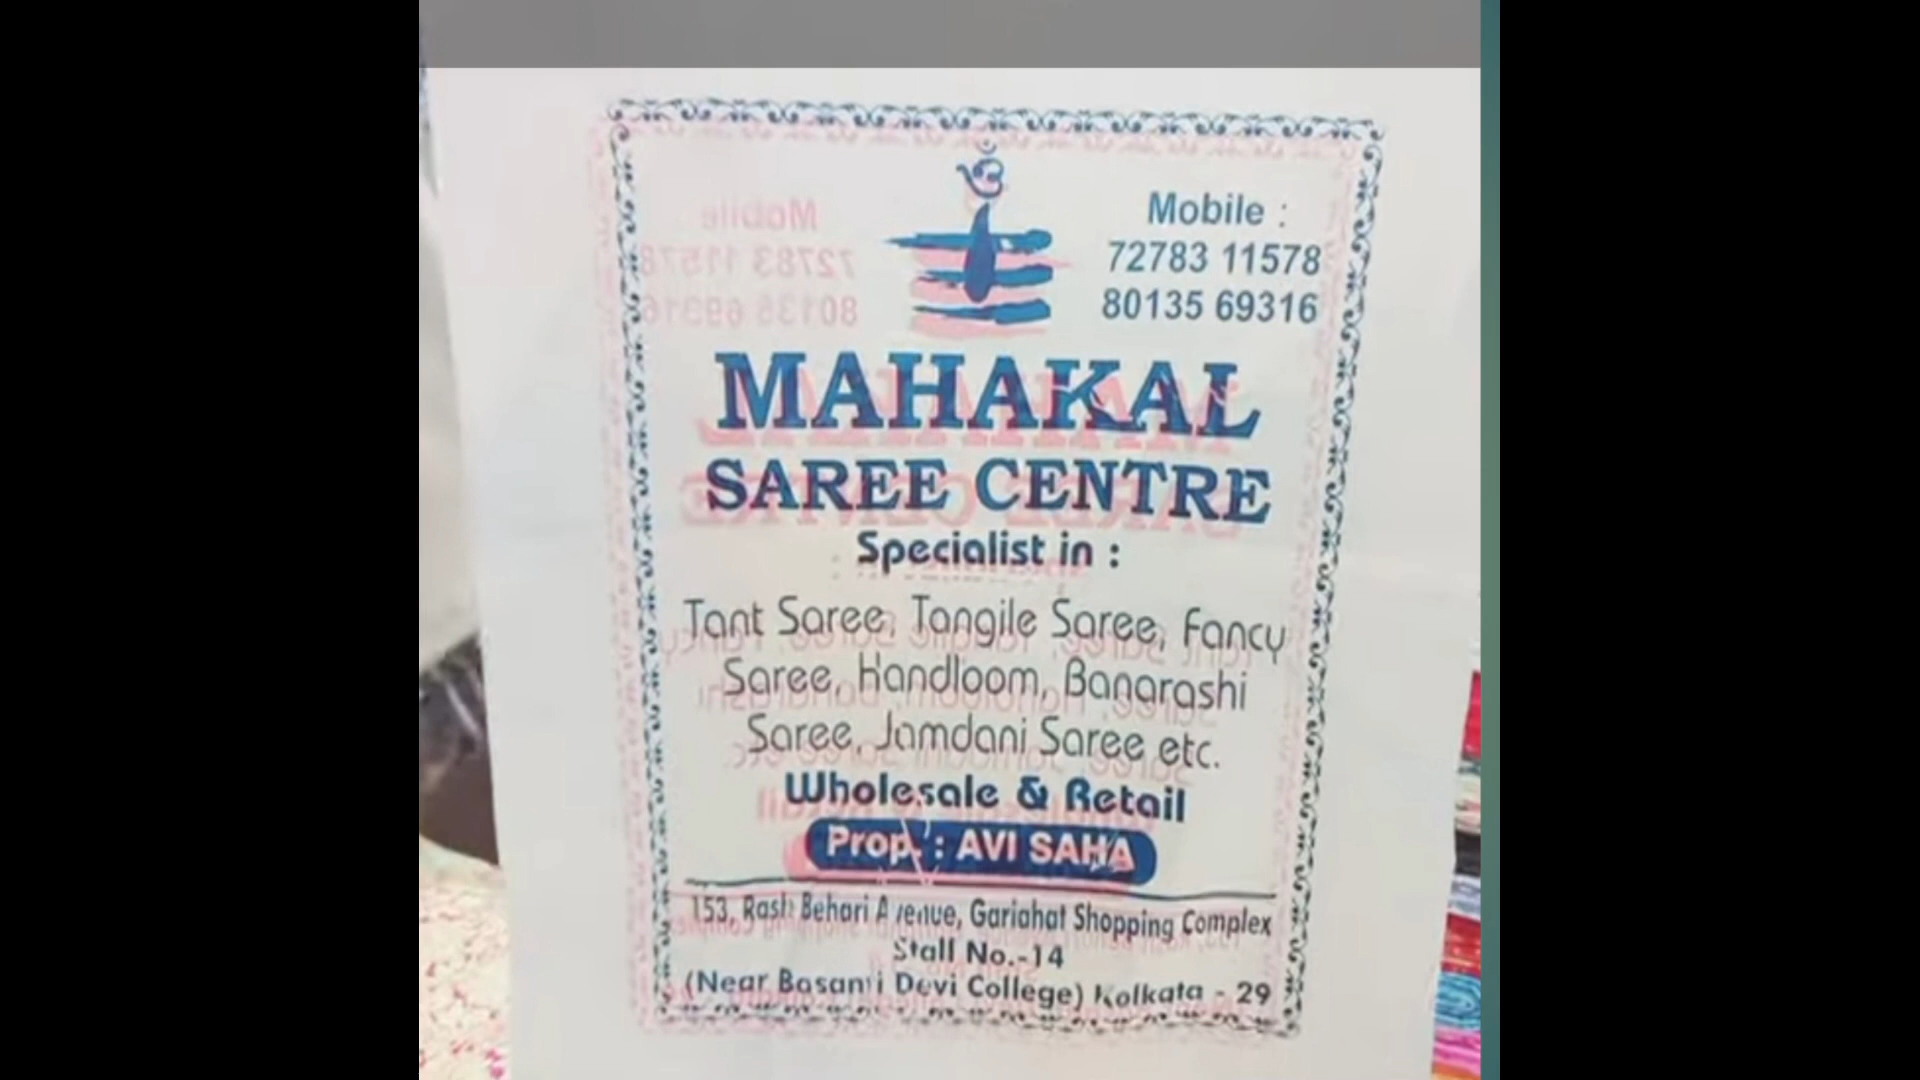 ওঁ
Mobile :
72783 11578
80135 69316
MAHAKAL
SAREE CENTRE
Specialist in :
Tant Saree, Tangile Saree, Fancy
Saree, Handloom, Banarashi
Saree, Jamdani Saree etc.
Wholesale & Retail
Prop. : AVI SAHA
153, Rash Behari Avenue, Gariahat Shopping Complex
Stall No.-14
(Near Basanti Devi College) Kolkata - 29